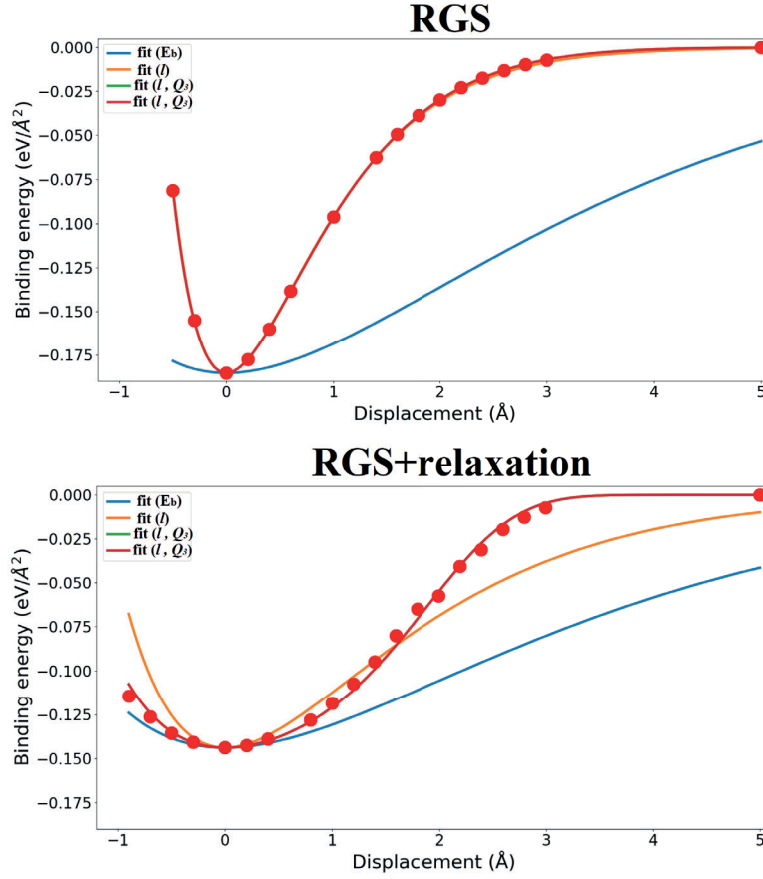 RGS
0.000
−0.025
−0.050
−0.075
−0.100
−0.125
−0.150
−0.175
Binding energy (eV/Å²)
fit (Eb)
fit (l)
fit (l , Q₃)
fit (l , Q₃)
−1 0 1 2 3 4 5
Displacement (Å)
RGS+relaxation
0.000
−0.025
−0.050
−0.075
−0.100
−0.125
−0.150
−0.175
Binding energy (eV/Å²)
fit (Eb)
fit (l)
fit (l , Q₃)
fit (l , Q₃)
−1 0 1 2 3 4 5
Displacement (Å)